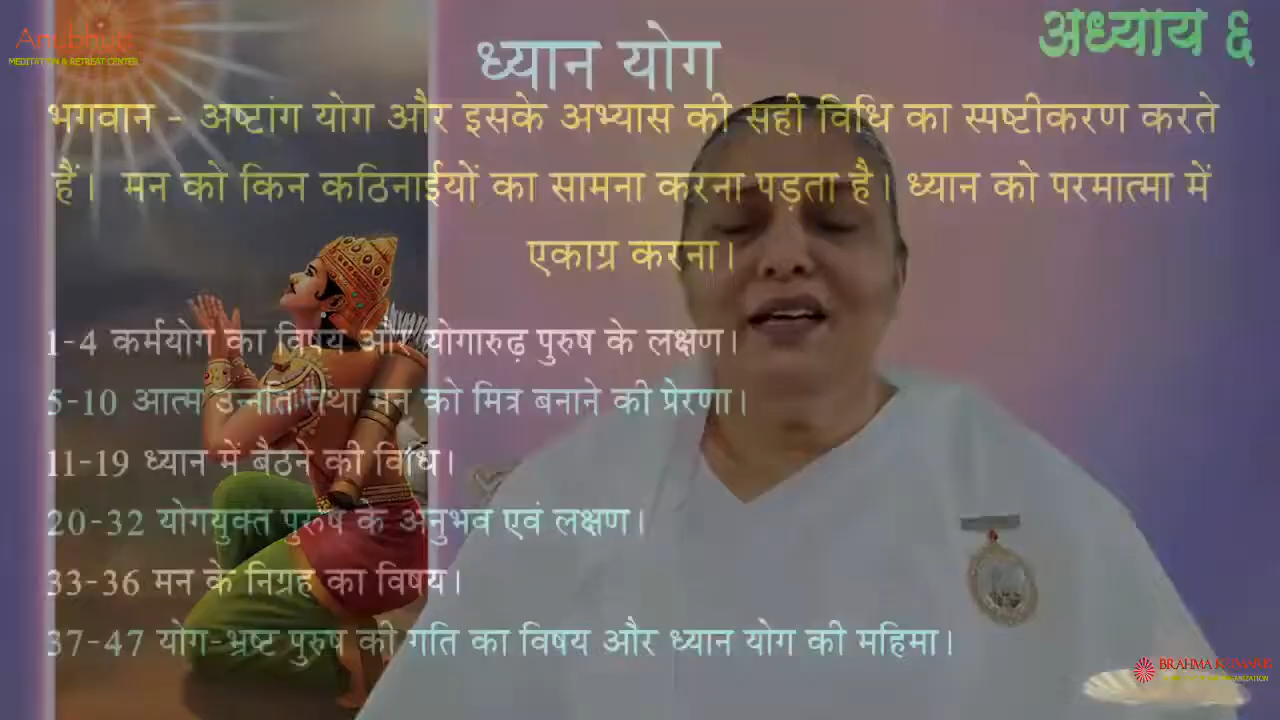 Anubhuti
MEDITATION & RETREAT CENTER
अध्याय ६
ध्यान योग
भगवान - अष्टांग योग और इसके अभ्यास की सही विधि का स्पष्टीकरण करते
हैं। मन को किन कठिनाईयों का सामना करना पड़ता है। ध्यान को परमात्मा में
एकाग्र करना।
1-4 कर्मयोग का विषय और योगारुढ़ पुरुष के लक्षण।
5-10 आत्म उन्नति तथा मन को मित्र बनाने की प्रेरणा।
11-19 ध्यान में बैठने की विधि।
20-32 योगयुक्त पुरुष के अनुभव एवं लक्षण।
33-36 मन के निग्रह का विषय।
37-47 योग-भ्रष्ट पुरुष की गति का विषय और ध्यान योग की महिमा।
BRAHMA KUMARIS